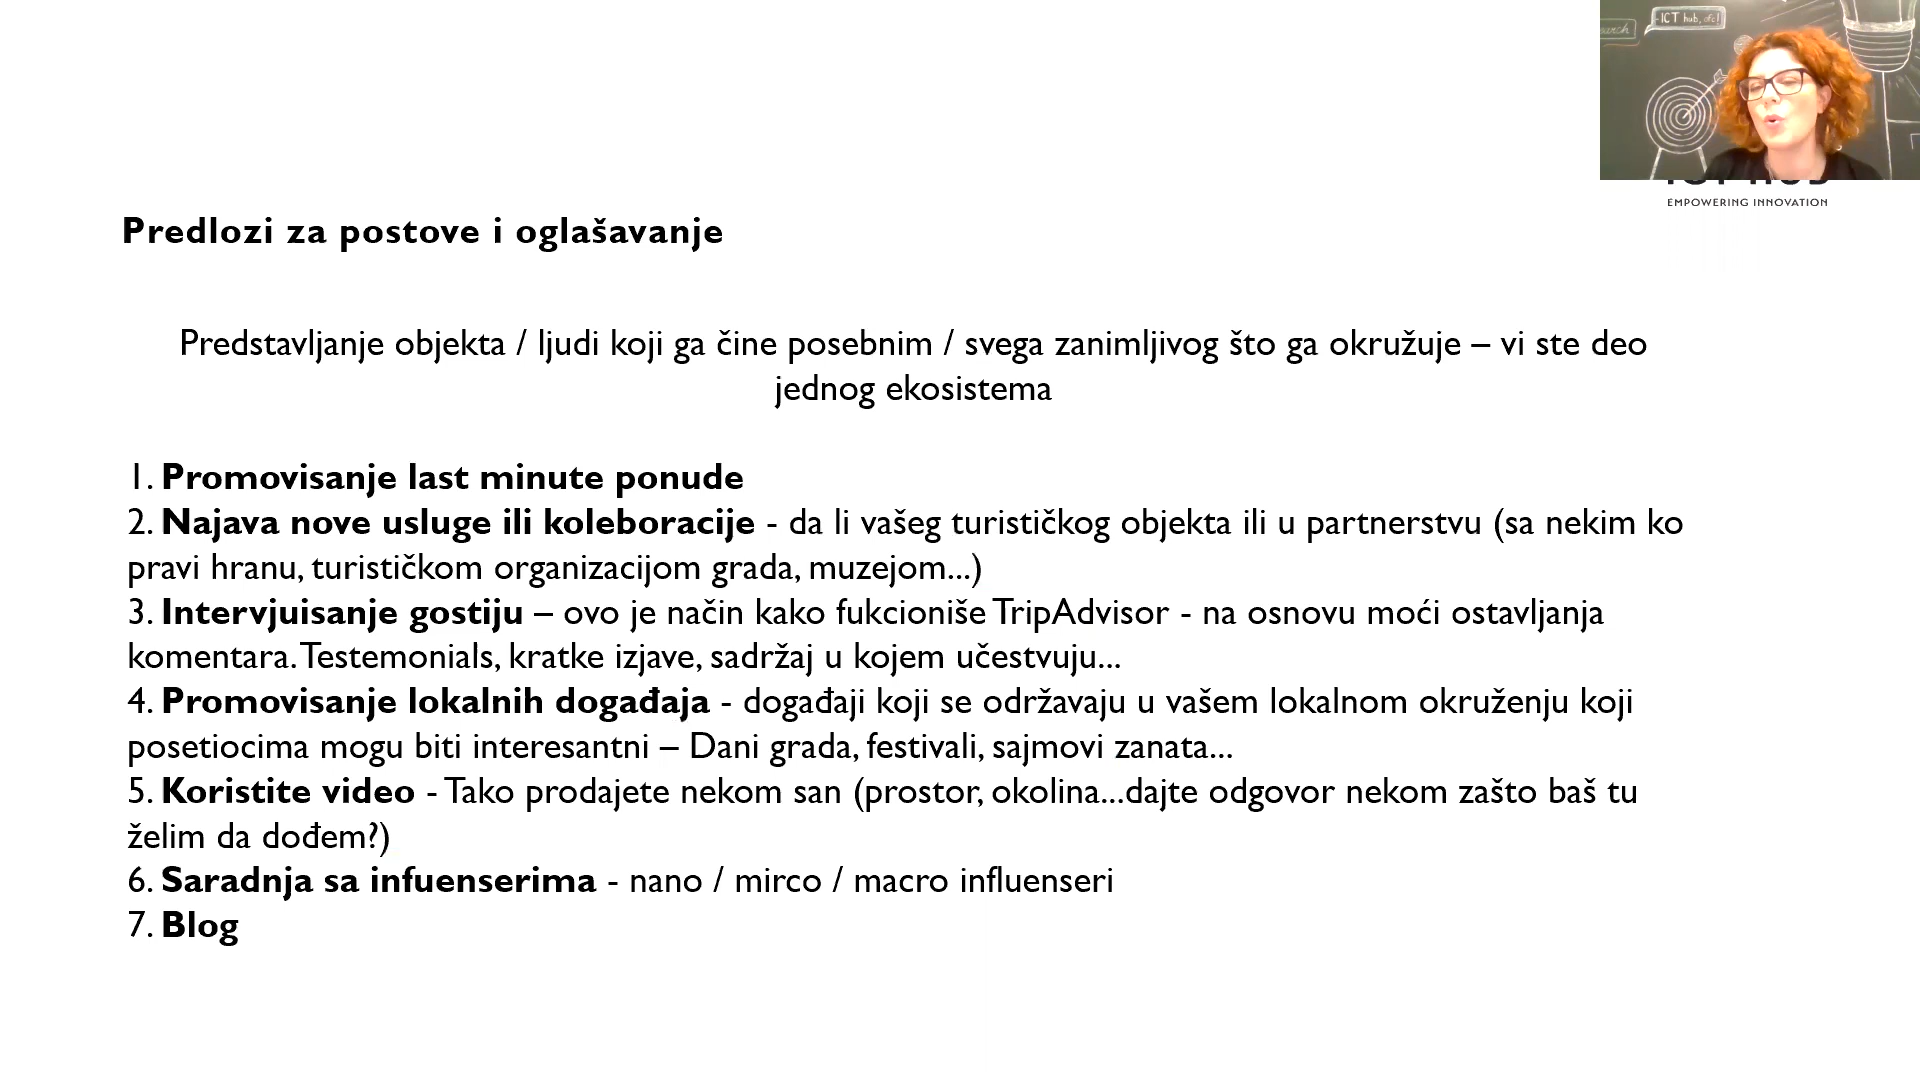 ICT hub, ofc!
EMPOWERING INNOVATION
Predlozi za postove i oglašavanje
Predstavljanje objekta / ljudi koji ga čine posebnim / svega zanimljivog što ga okružuje – vi ste deo
jednog ekosistema
1. Promovisanje last minute ponude
2. Najava nove usluge ili koleboracije - da li vašeg turističkog objekta ili u partnerstvu (sa nekim ko
pravi hranu, turističkom organizacijom grada, muzejom...)
3. Intervjuisanje gostiju – ovo je način kako fukcioniše TripAdvisor - na osnovu moći ostavljanja
komentara. Testemonials, kratke izjave, sadržaj u kojem učestvuju...
4. Promovisanje lokalnih događaja - događaji koji se održavaju u vašem lokalnom okruženju koji
posetiocima mogu biti interesantni – Dani grada, festivali, sajmovi zanata...
5. Koristite video - Tako prodajete nekom san (prostor, okolina...dajte odgovor nekom zašto baš tu
želim da dođem?)
6. Saradnja sa infuenserima - nano / mirco / macro influenseri
7. Blog